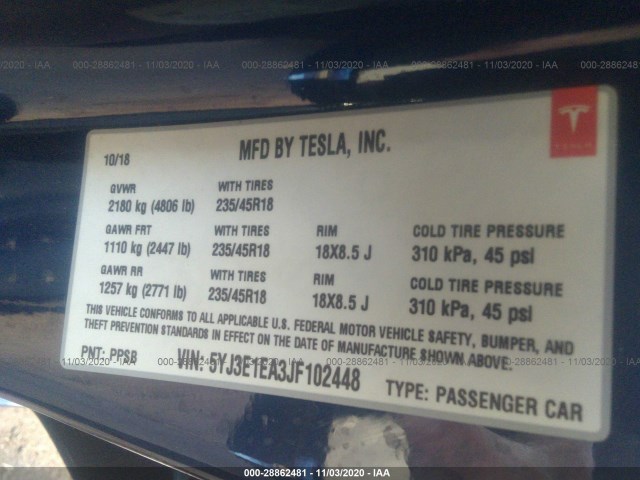 000-28862481 - 11/03/2020 - IAA
MFD BY TESLA, INC.
10/18
TESLA
GVWR
WITH TIRES
2180 kg (4806 lb)
235/45R18
GAWR FRT
WITH TIRES
RIM
COLD TIRE PRESSURE
1110 kg (2447 lb)
235/45R18
18X8.5 J
310 kPa, 45 psi
GAWR RR
WITH TIRES
RIM
COLD TIRE PRESSURE
1257 kg (2771 lb)
235/45R18
18X8.5 J
310 kPa, 45 psi
THIS VEHICLE CONFORMS TO ALL APPLICABLE U.S. FEDERAL MOTOR VEHICLE SAFETY, BUMPER, AND
THEFT PREVENTION STANDARDS IN EFFECT ON THE DATE OF MANUFACTURE SHOWN ABOVE.
PNT: PPSB
VIN: 5YJ3E1EA3JF102448
TYPE: PASSENGER CAR
000-28862481 - 11/03/2020 - IAA